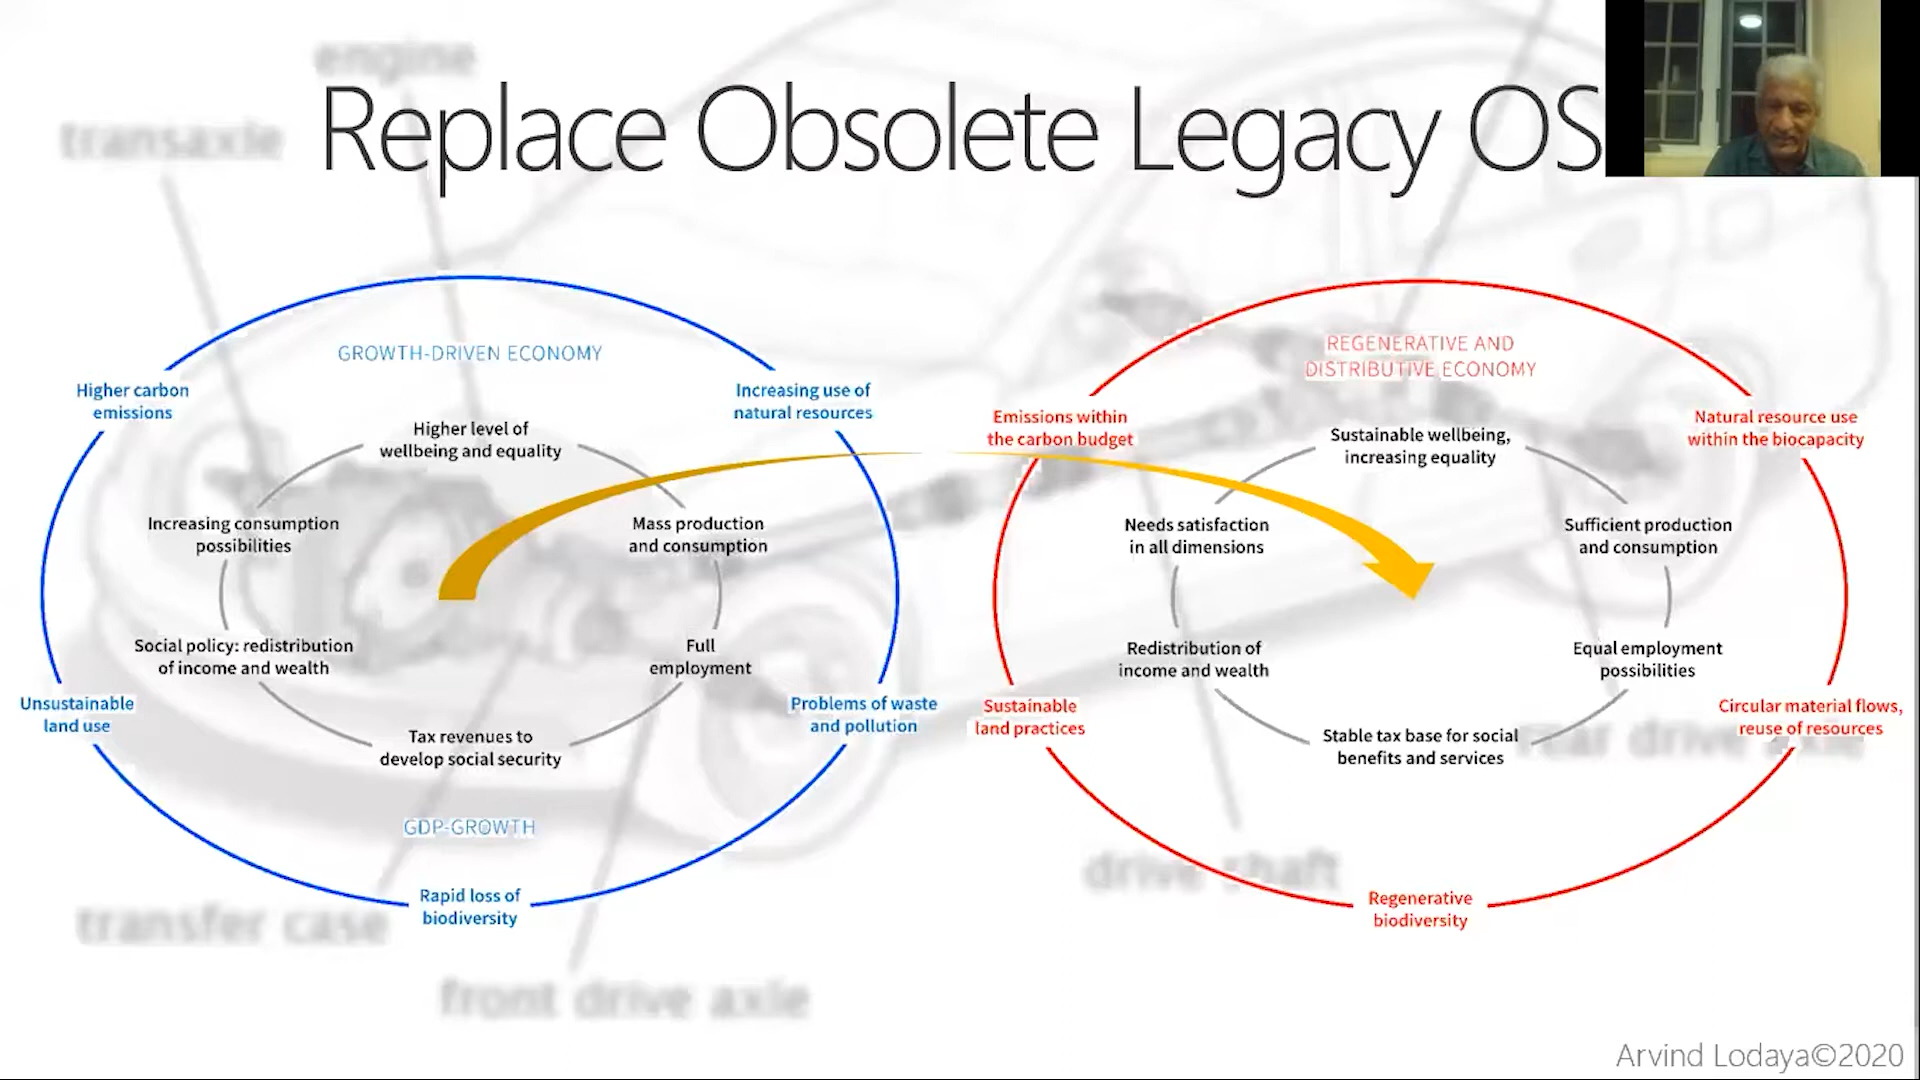 engine
transaxle
Replace Obsolete Legacy OS
GROWTH-DRIVEN ECONOMY
Higher carbon
emissions
Increasing use of
natural resources
Higher level of
wellbeing and equality
Increasing consumption
possibilities
Mass production
and consumption
Social policy: redistribution
of income and wealth
Full
employment
Unsustainable
land use
Problems of waste
and pollution
Tax revenues to
develop social security
GDP-GROWTH
Rapid loss of
biodiversity
transfer case
front drive axle
REGENERATIVE AND
DISTRIBUTIVE ECONOMY
Emissions within
the carbon budget
Natural resource use
within the biocapacity
Sustainable wellbeing,
increasing equality
Needs satisfaction
in all dimensions
Sufficient production
and consumption
Redistribution of
income and wealth
Equal employment
possibilities
Sustainable
land practices
Circular material flows,
reuse of resources
Stable tax base for social
benefits and services
rear drive axle
drive shaft
Regenerative
biodiversity
Arvind Lodaya©2020